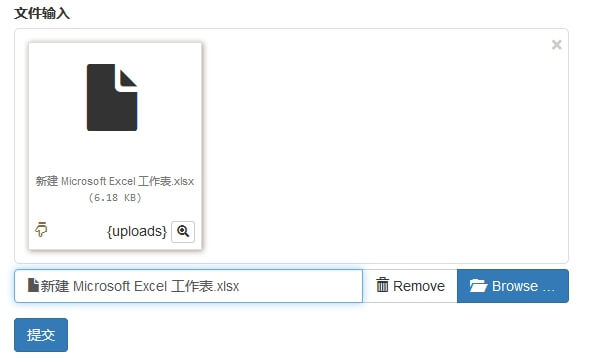 文件输入
×
新建 Microsoft Excel 工作表.xlsx
(6.18 KB)
{uploads}
新建 Microsoft Excel 工作表.xlsx Remove Browse …
提交